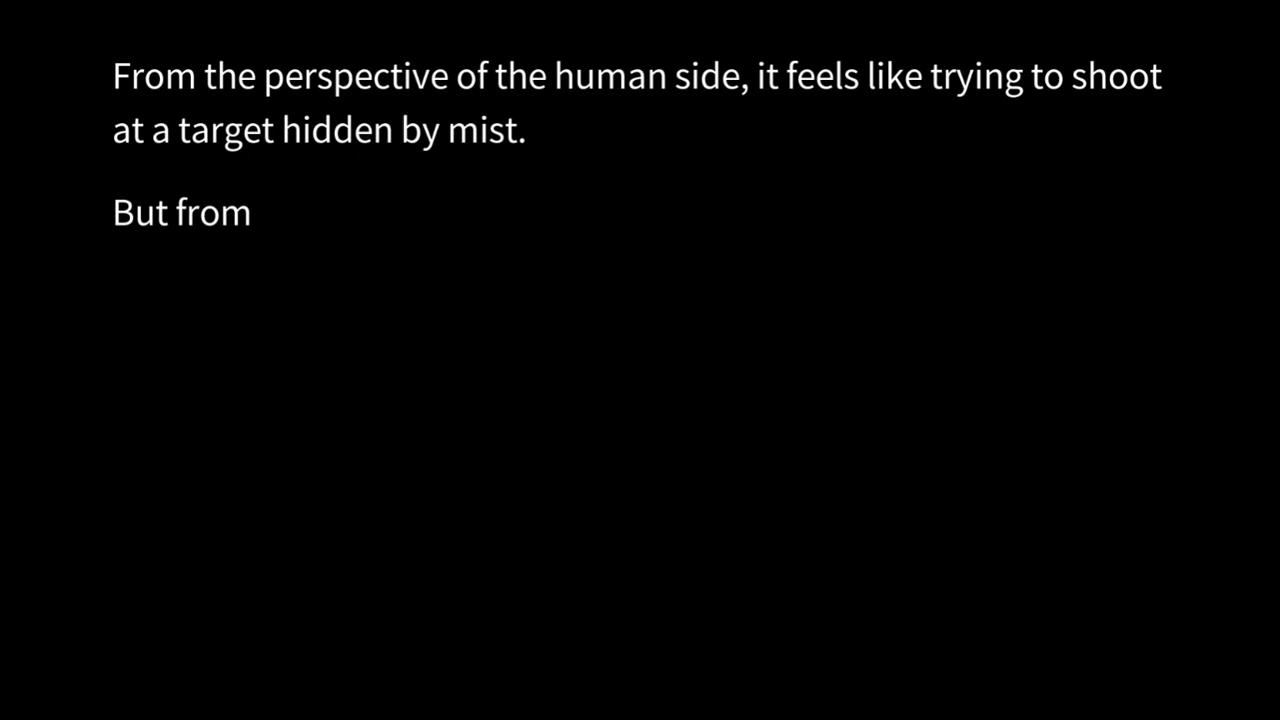 From the perspective of the human side, it feels like trying to shoot
at a target hidden by mist.
But from